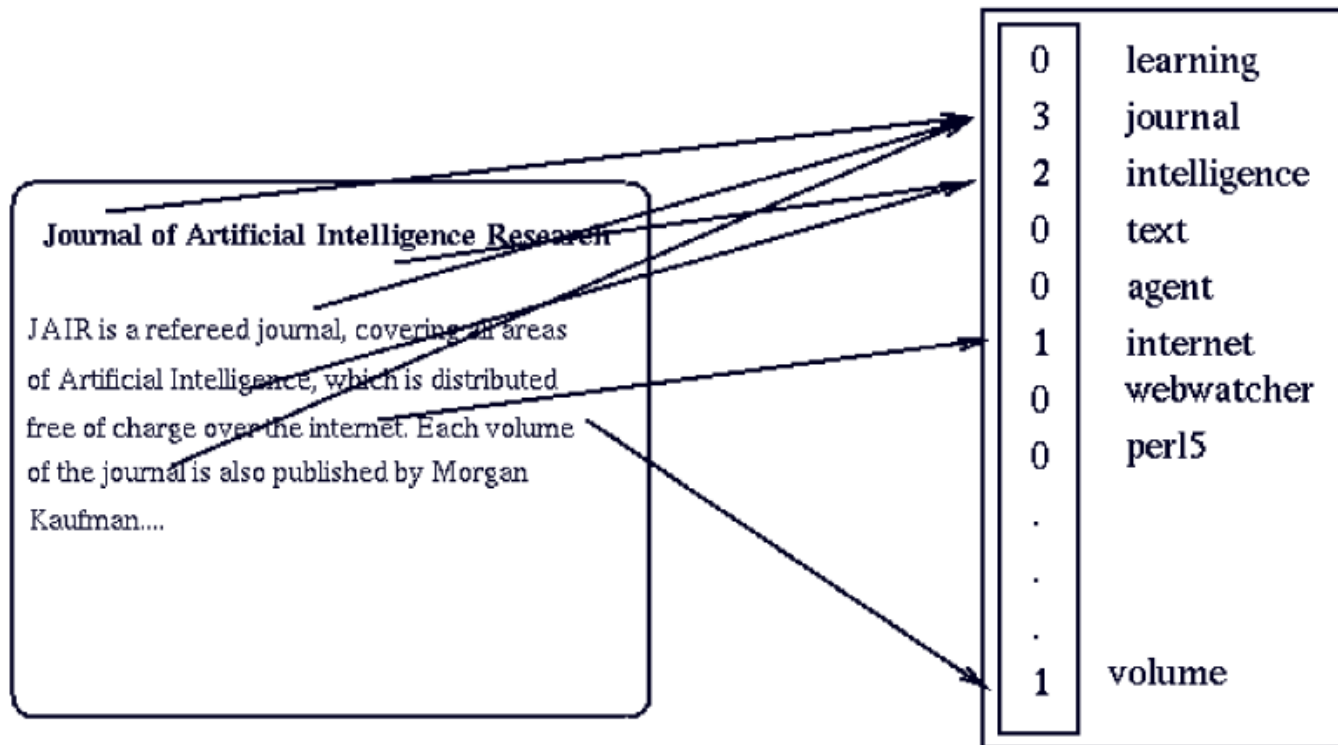 Journal of Artificial Intelligence Research
JAIR is a refereed journal, covering all areas
of Artificial Intelligence, which is distributed
free of charge over the internet. Each volume
of the journal is also published by Morgan
Kaufman....
0 learning
3 journal
2 intelligence
0 text
0 agent
1 internet
0 webwatcher
0 perl5
.
.
.
1 volume